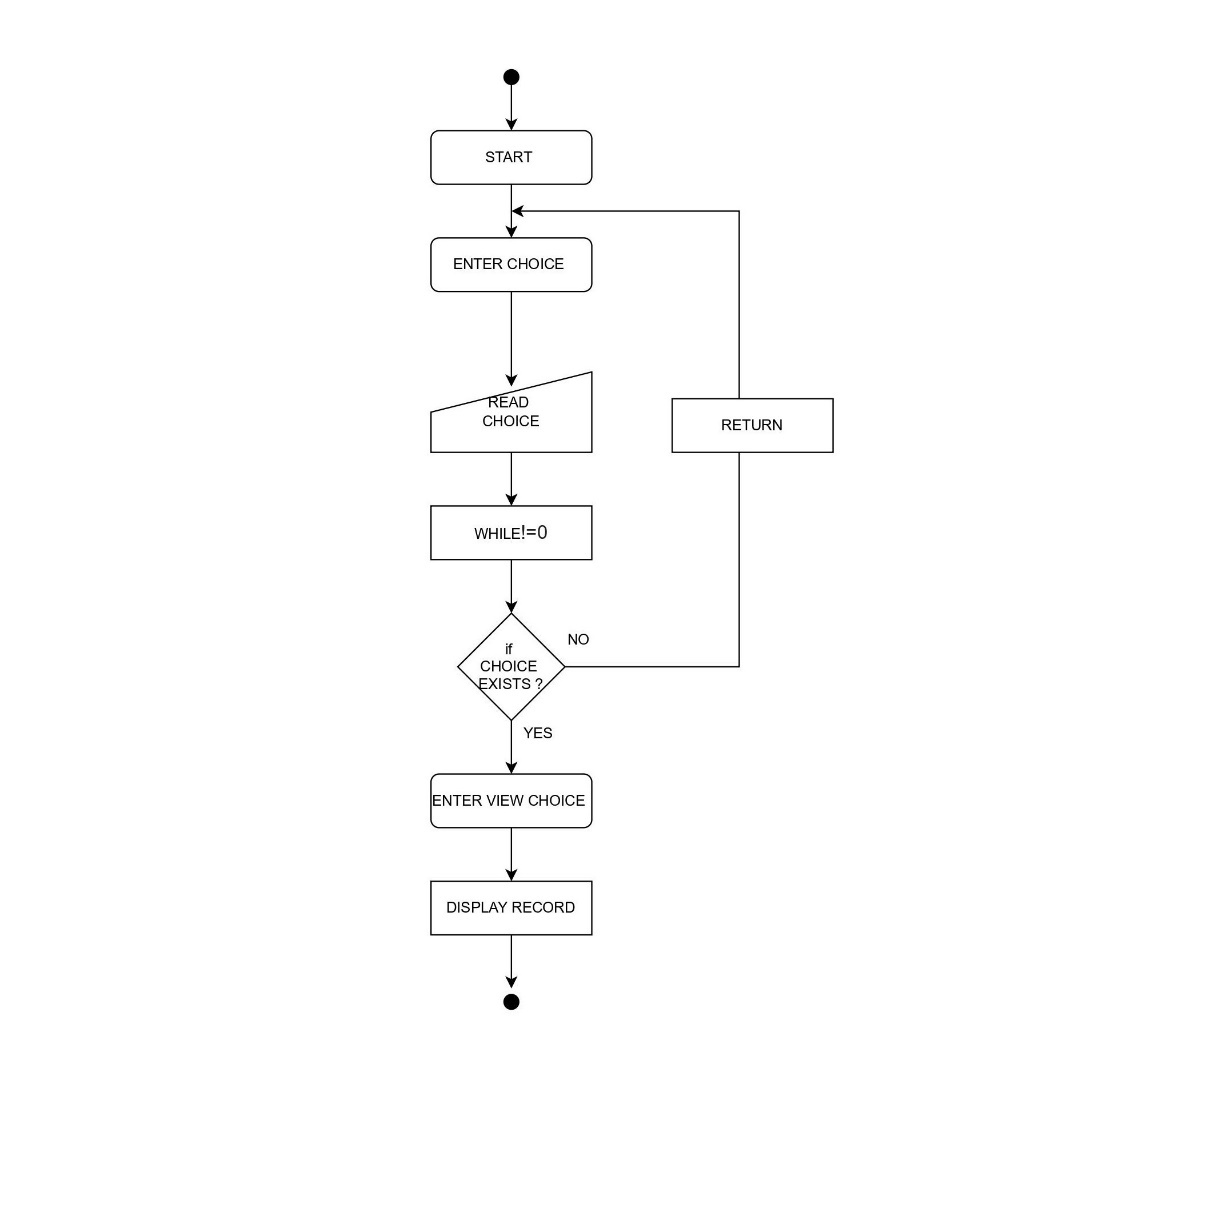 START
ENTER CHOICE
READ
CHOICE
RETURN
WHILE!=0
NO
if
CHOICE
EXISTS ?
YES
ENTER VIEW CHOICE
DISPLAY RECORD